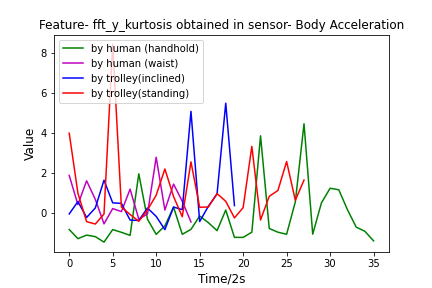 Feature- fft_y_kurtosis obtained in sensor- Body Acceleration
by human (handhold)
by human (waist)
by trolley(inclined)
by trolley(standing)
Value
8
6
4
2
0
0 5 10 15 20 25 30 35
Time/2s